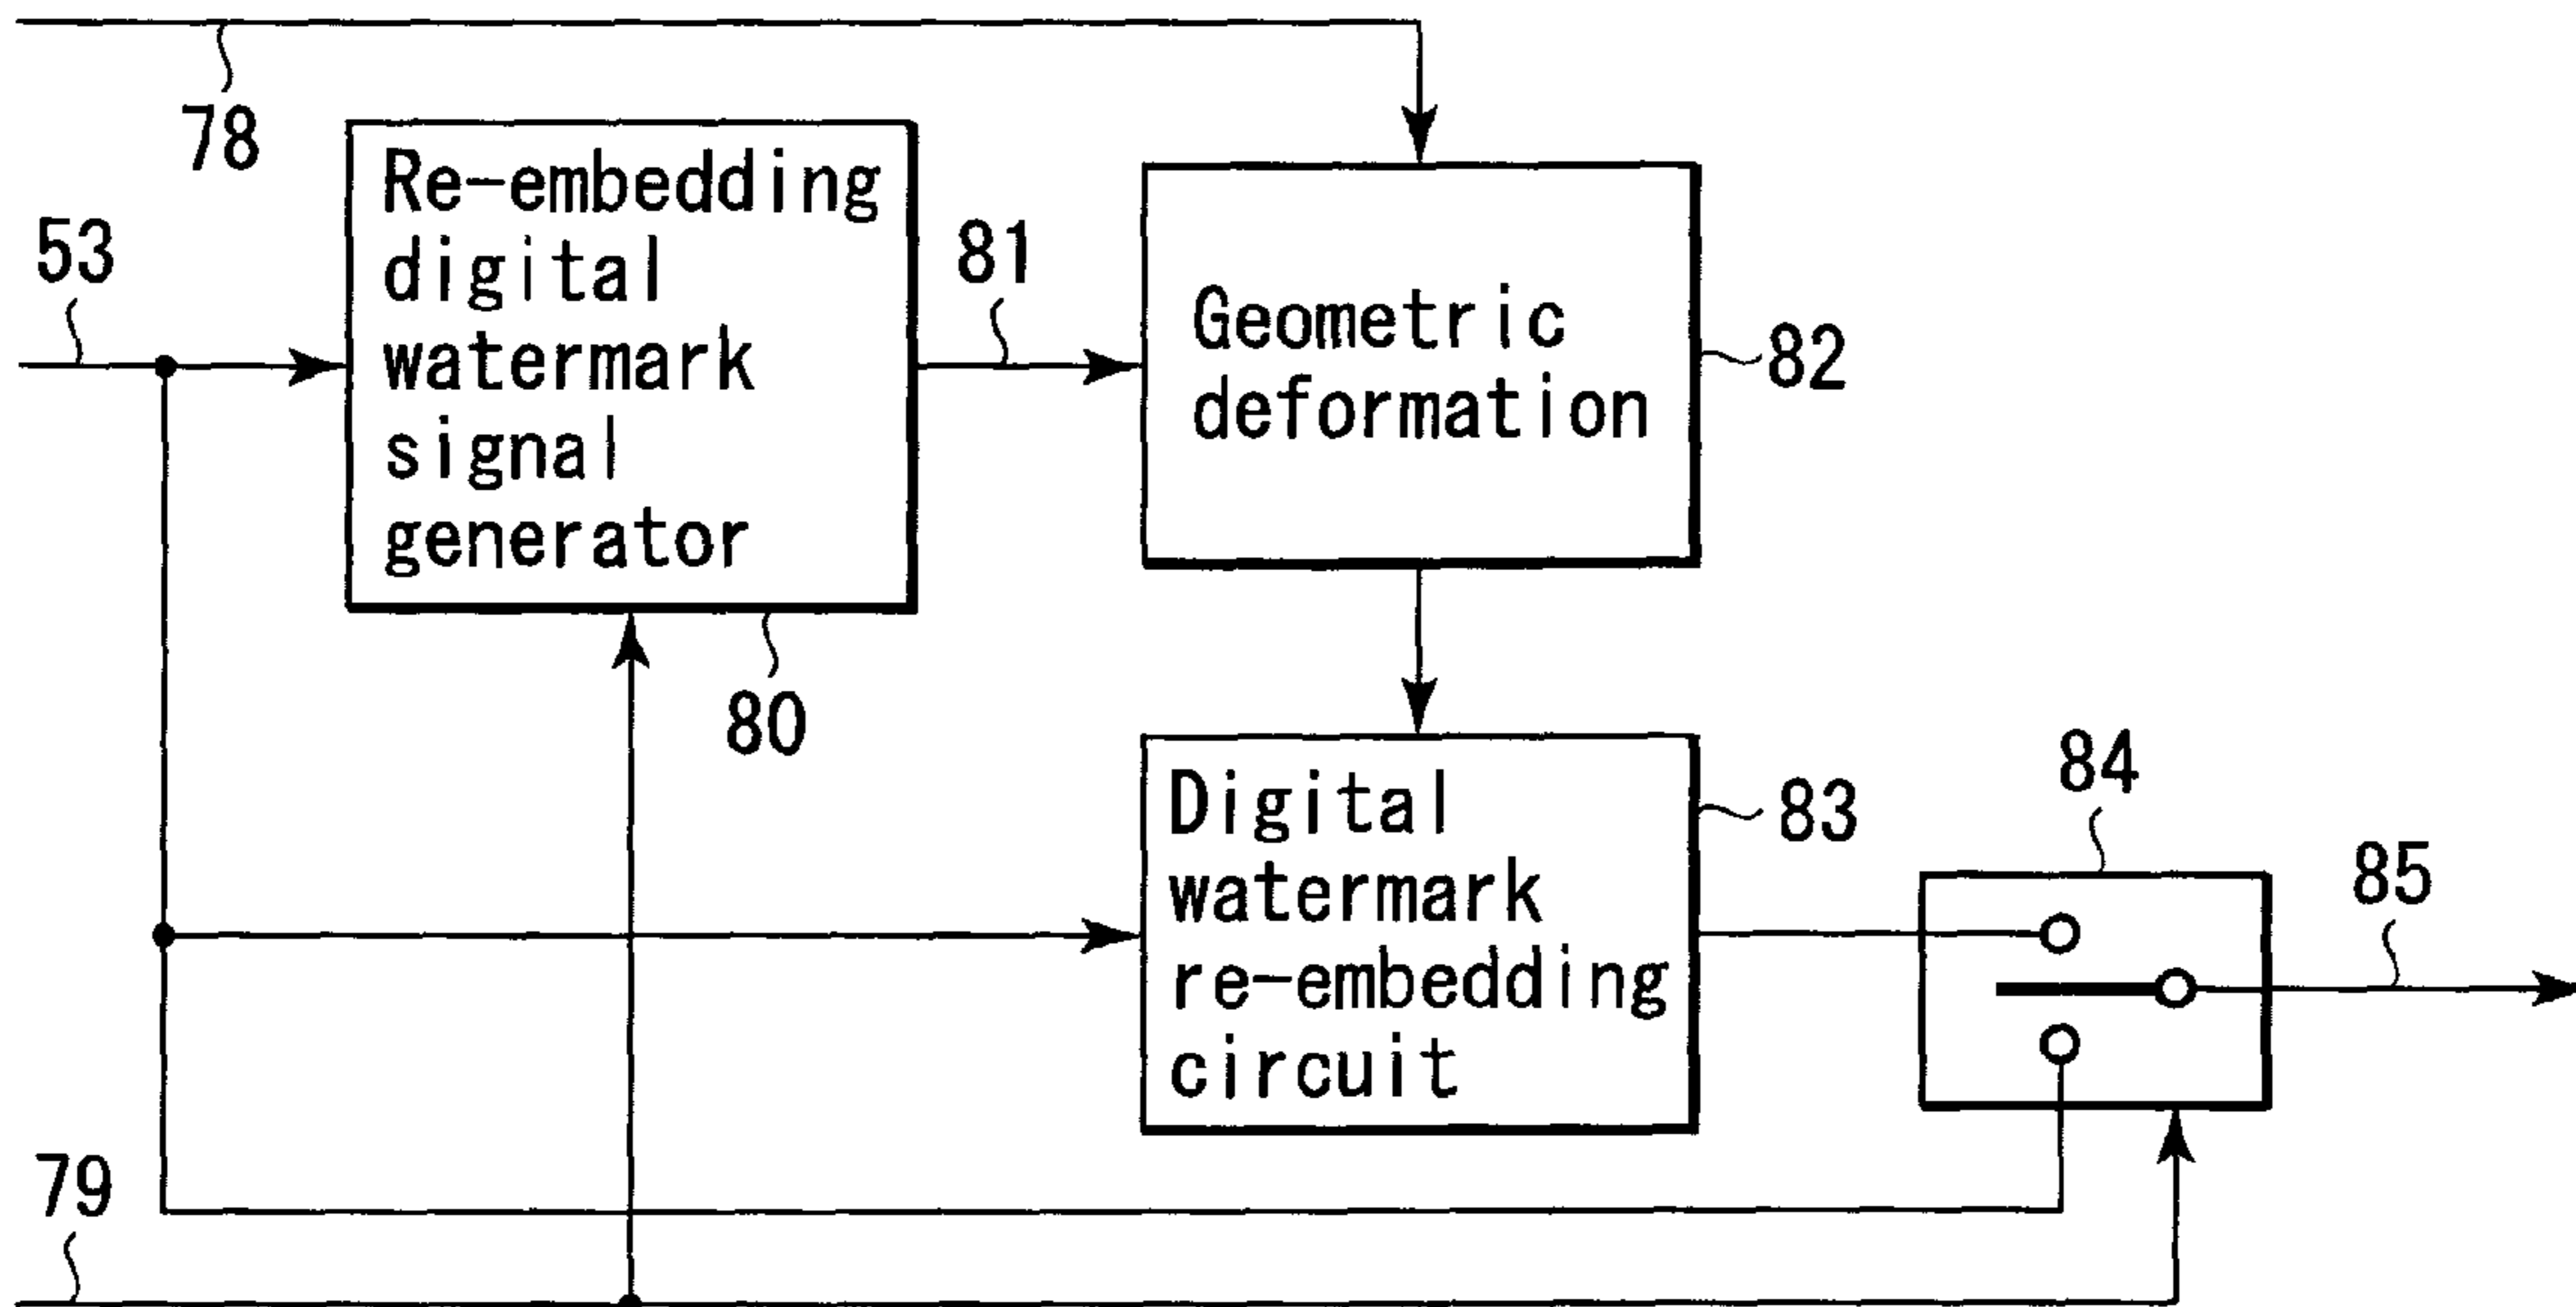 78
53
Re-embedding
digital
watermark
signal
generator
81
Geometric
deformation
82
80
Digital
watermark
re-embedding
circuit
83
84
85
79